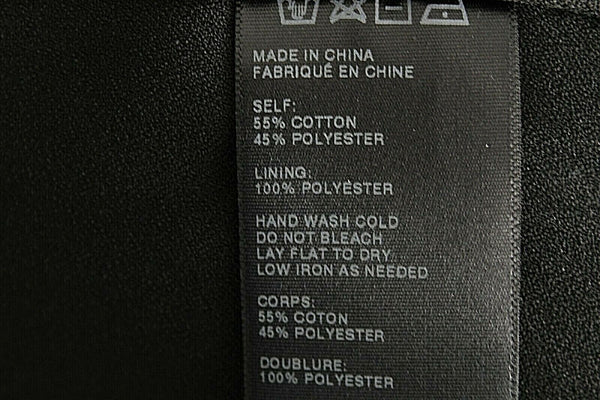 MADE IN CHINA
FABRIQUÉ EN CHINE
SELF:
55% COTTON
45% POLYESTER
LINING:
100% POLYESTER
HAND WASH COLD
DO NOT BLEACH
LAY FLAT TO DRY
LOW IRON AS NEEDED
CORPS:
55% COTON
45% POLYESTER
DOUBLURE:
100% POLYESTER